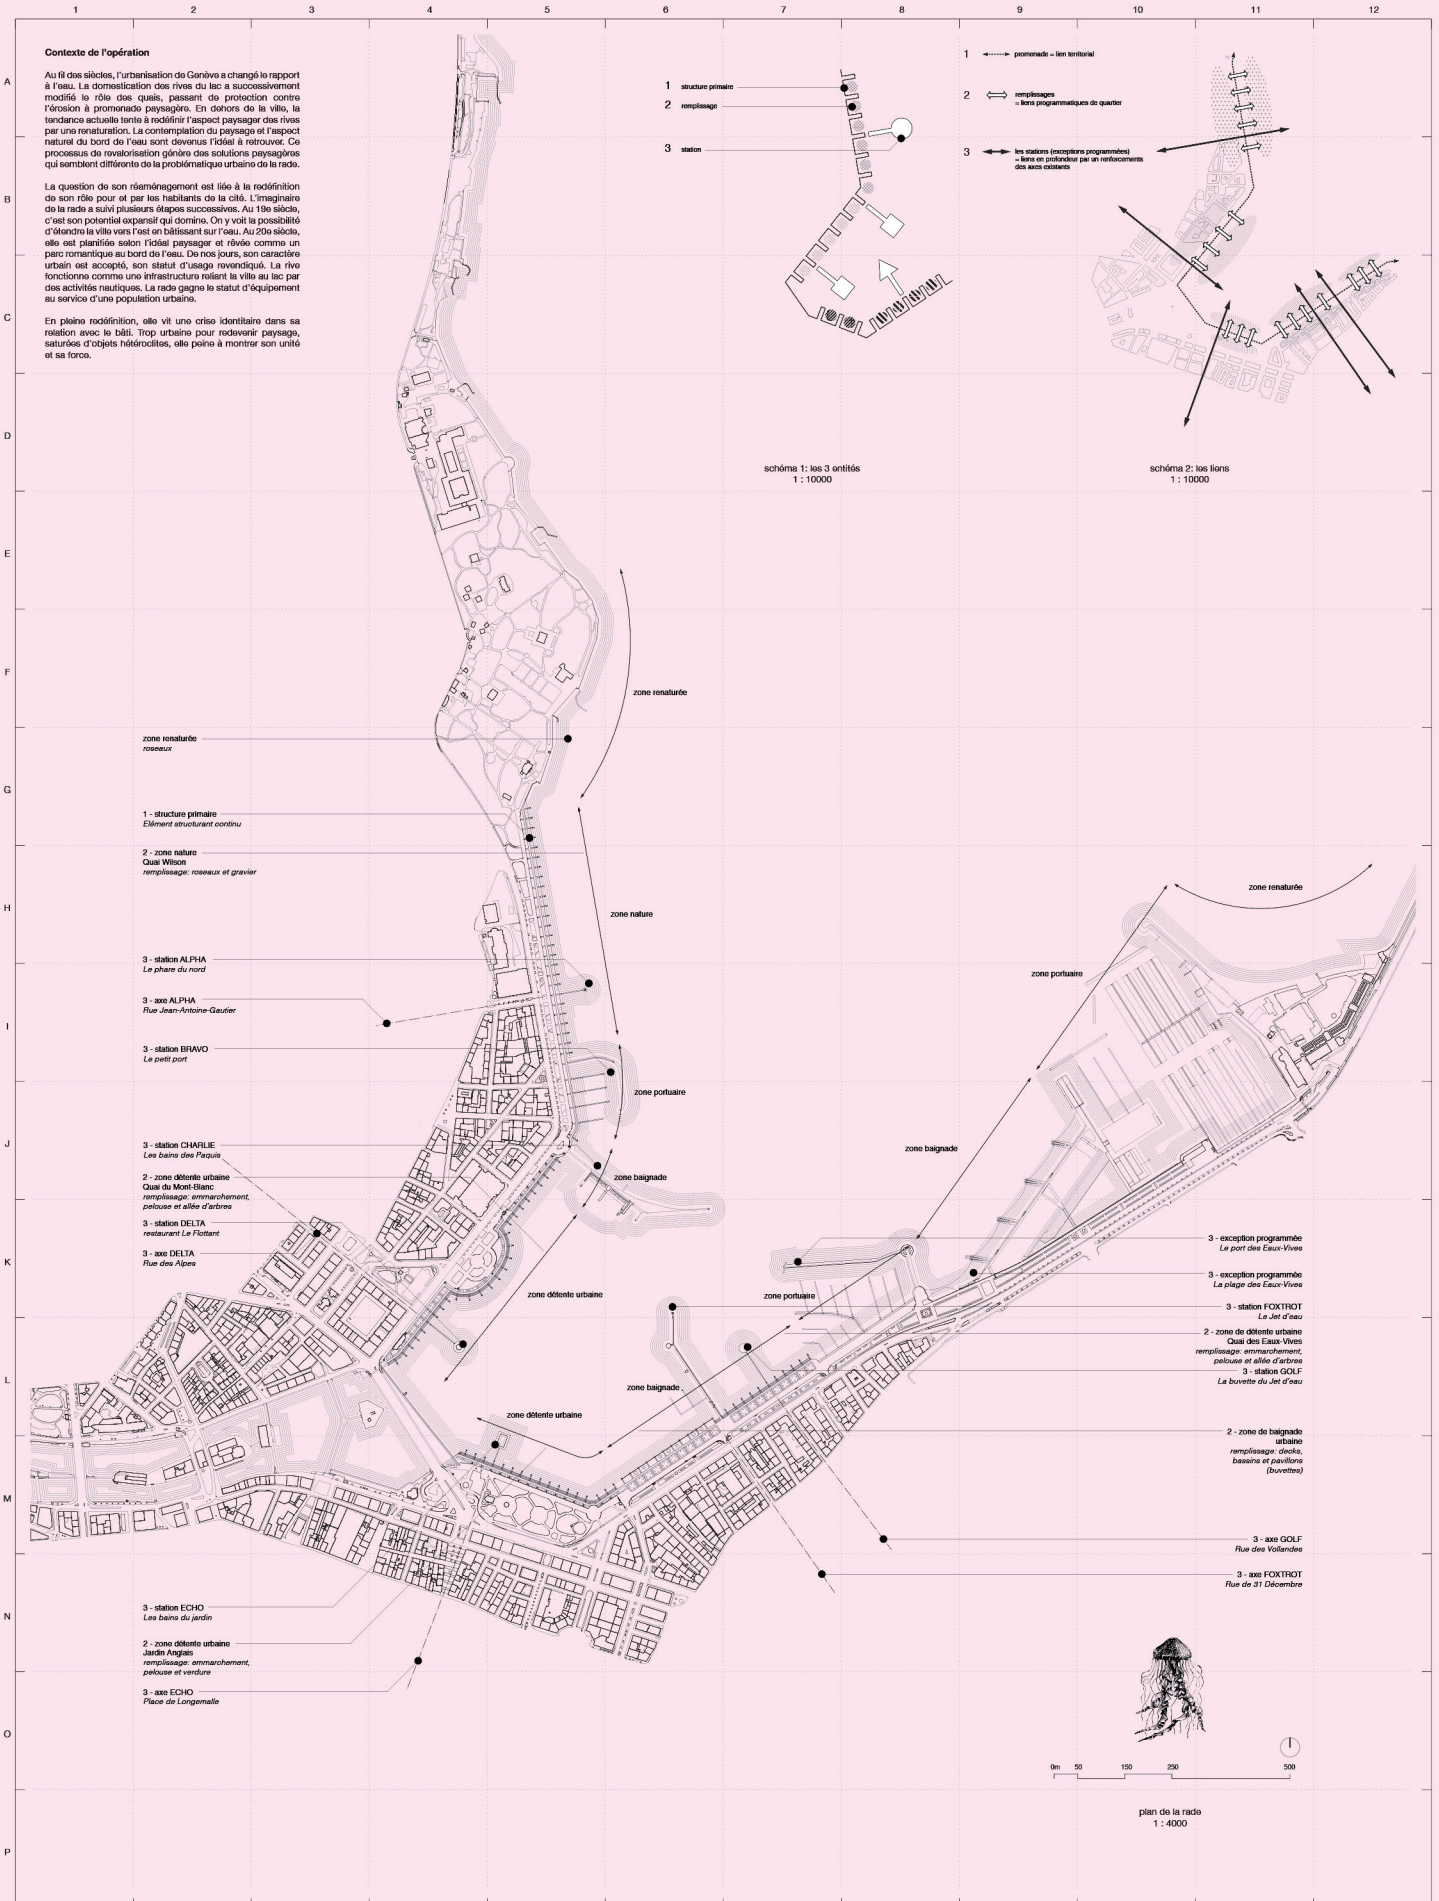 1 2 3 4 5 6 7 8 9 10 11 12
A
B
C
D
E
F
G
H
I
J
K
L
M
N
O
P
Contexte de l'opération
Au fil des siècles, l'urbanisation de Genève a changé le rapport
à l'eau. La domestication des rives du lac a successivement
modifié le rôle des quais, passant de protection contre
l'érosion à promenade paysagère. En dehors de la ville, la
tendance actuelle tente à redéfinir l'aspect paysager des rives
par une renaturation. La contemplation du paysage et l'aspect
naturel du bord de l'eau sont devenus l'idéal à retrouver. Ce
processus de revalorisation génère des solutions paysagères
qui semblent différente de la problématique urbaine de la rade.
La question de son réaménagement est liée à la redéfinition
de son rôle pour et par les habitants de la cité. L'imaginaire
de la rade a suivi plusieurs étapes successives. Au 19e siècle,
c'est son potentiel expansif qui domine. On y voit la possibilité
d'étendre la ville vers l'est en bâtissant sur l'eau. Au 20e siècle,
elle est planifiée selon l'idéal paysager et rêvée comme un
parc romantique au bord de l'eau. De nos jours, son caractère
urbain est accepté, son statut d'usage revendiqué. La rive
fonctionne comme une infrastructure reliant la ville au lac par
des activités nautiques. La rade gagne le statut d'équipement
au service d'une population urbaine.
En pleine redéfinition, elle vit une crise identitaire dans sa
relation avec le bâti. Trop urbaine pour redevenir paysage,
saturées d'objets hétéroclites, elle peine à montrer son unité
et sa force.
1 structure primaire
2 remplissage
3 station
schéma 1: les 3 entités
1 : 10000
1 promenade = lien territorial
2 remplissages
= liens programmatiques de quartier
3 les stations (exceptions programmées)
= liens en profondeur par un renforcements
des axes existants
schéma 2: les liens
1 : 10000
zone renaturée
zone renaturée
roseaux
1 - structure primaire
Elément structurant continu
2 - zone nature
Quai Wilson
remplissage: roseaux et gravier
zone nature
3 - station ALPHA
Le phare du nord
3 - axe ALPHA
Rue Jean-Antoine-Gautier
3 - station BRAVO
Le petit port
zone portuaire
3 - station CHARLIE
Les bains des Paquis
2 - zone détente urbaine
Quai du Mont-Blanc
remplissage: emmarchement,
pelouse et allée d'arbres
zone baignade
3 - station DELTA
restaurant Le Flottant
3 - axe DELTA
Rue des Alpes
zone détente urbaine
zone renaturée
zone portuaire
zone baignade
zone portuaire
zone baignade
zone détente urbaine
3 - exception programmée
Le port des Eaux-Vives
3 - exception programmée
La plage des Eaux-Vives
3 - station FOXTROT
Le Jet d'eau
2 - zone de détente urbaine
Quai des Eaux-Vives
remplissage: emmarchement,
pelouse et allée d'arbres
3 - station GOLF
La buvette du Jet d'eau
2 - zone de baignade
urbaine
remplissage: decks,
bassins et pavillons
(buvettes)
3 - axe GOLF
Rue des Vollandes
3 - axe FOXTROT
Rue de 31 Décembre
3 - station ECHO
Les bains du jardin
2 - zone détente urbaine
Jardin Anglais
remplissage: emmarchement,
pelouse et verdure
3 - axe ECHO
Place de Longemalle
0m 50 150 250 500
plan de la rade
1 : 4000